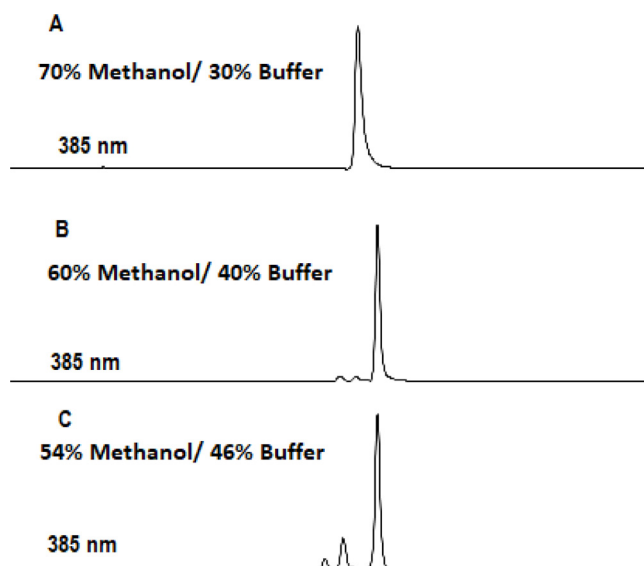 A
70% Methanol/ 30% Buffer
385 nm
B
60% Methanol/ 40% Buffer
385 nm
C
54% Methanol/ 46% Buffer
385 nm